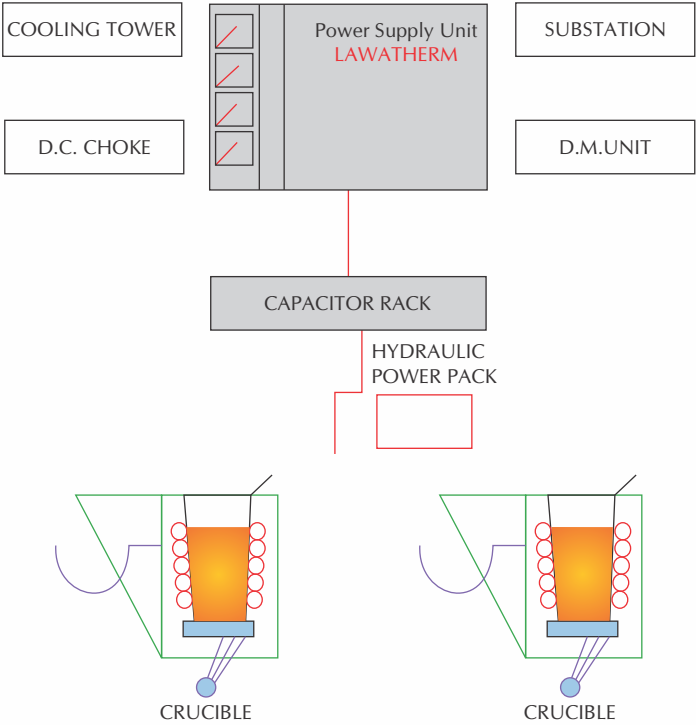 COOLING TOWER
Power Supply Unit
LAWATHERM
SUBSTATION
D.C. CHOKE
D.M.UNIT
CAPACITOR RACK
HYDRAULIC
POWER PACK
CRUCIBLE
CRUCIBLE